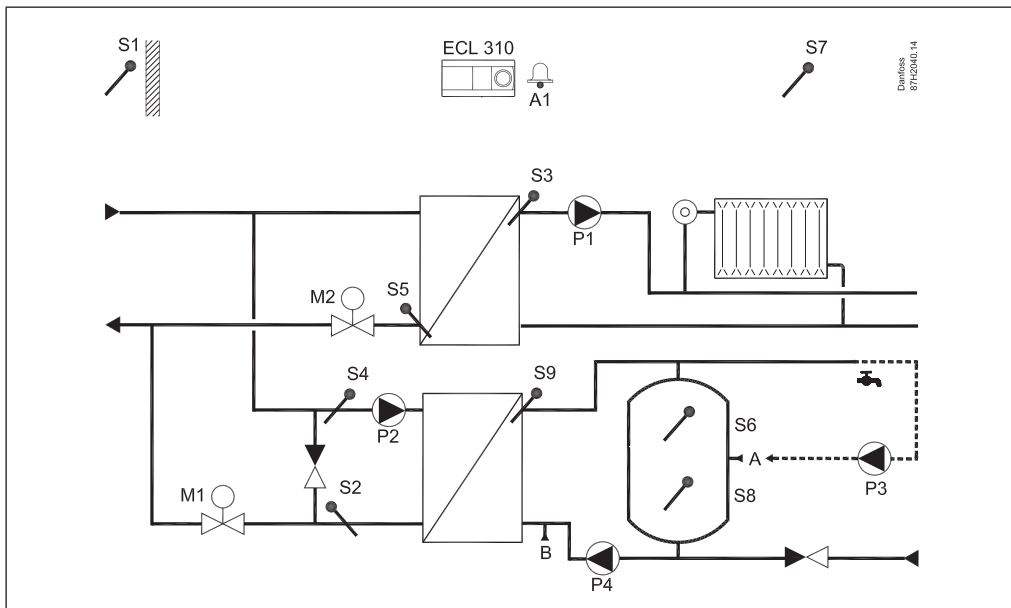 S1
ECL 310
A1
S7
Danfoss
87H2040.14
S3
P1
M2
S5
S4
P2
S9
S6
A
S8
P3
M1
S2
B
P4